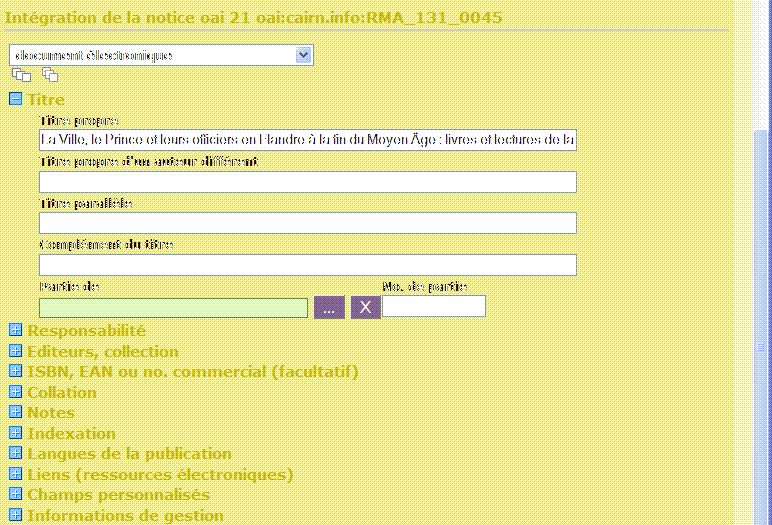 Intégration de la notice oai 21 oai:cairn.info:RMA_131_0045
document électronique
Titre
Titre propre
La Ville, le Prince et leurs officiers en Flandre à la fin du Moyen Âge : livres et lectures de la
Titre propre d'un auteur différent
Titre parallèle
Complément du titre
Partie de No. de partie
... X
Responsabilité
Editeurs, collection
ISBN, EAN ou no. commercial (facultatif)
Collation
Notes
Indexation
Langues de la publication
Liens (ressources électroniques)
Champs personnalisés
Informations de gestion